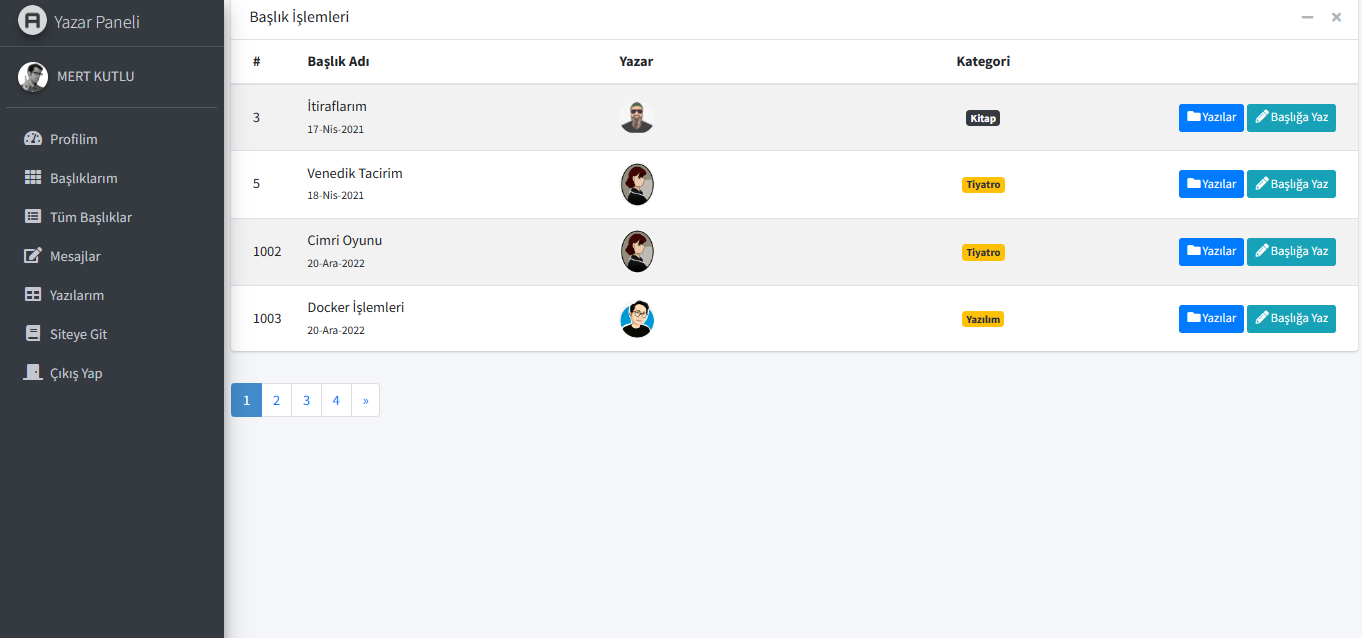 Yazar Paneli
MERT KUTLU
Profilim
Başlıklarım
Tüm Başlıklar
Mesajlar
Yazılarım
Siteye Git
Çıkış Yap
Başlık İşlemleri
# Başlık Adı Yazar Kategori
3 İtiraflarım Kitap Yazılar Başlığa Yaz
17-Nis-2021
5 Venedik Tacirim Tiyatro Yazılar Başlığa Yaz
18-Nis-2021
1002 Cimri Oyunu Tiyatro Yazılar Başlığa Yaz
20-Ara-2022
1003 Docker İşlemleri Yazılım Yazılar Başlığa Yaz
20-Ara-2022
1 2 3 4 »